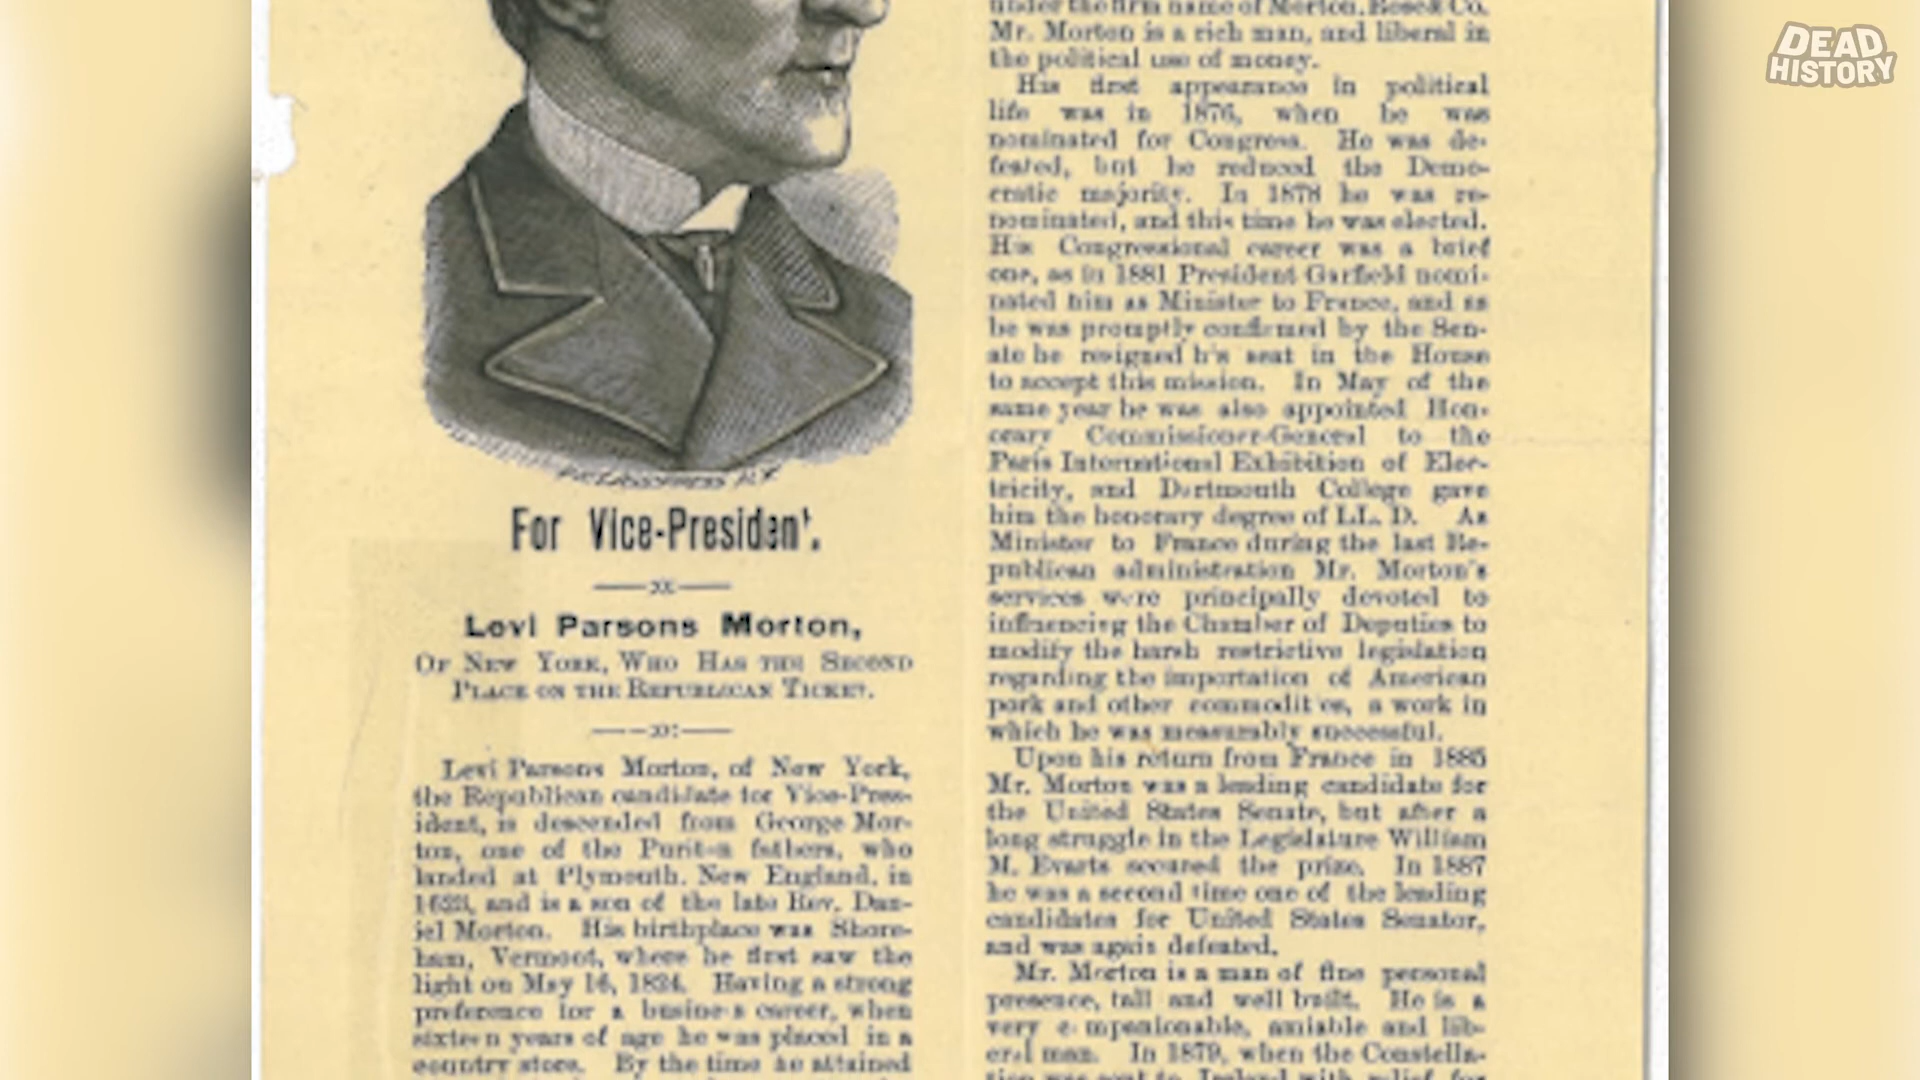 DEAD
HISTORY
For Vice-President.
Levi Parsons Morton,
OF NEW YORK, WHO HAS THE SECOND
PLACE ON THE REPUBLICAN TICKET.
Levi Parsons Morton, of New York,
the Republican candidate for Vice-Pres-
ident, is descended from George Mor-
ton, one of the Puritan fathers, who
landed at Plymouth, New England, in
1623, and is a son of the late Rev. Dan-
iel Morton. His birthplace was Shore-
ham, Vermont, where he first saw the
light on May 16, 1824. Having a strong
preference for a business career, when
sixteen years of age he was placed in a
country store. By the time he attained
under the firm name of Morton, Rose & Co.
Mr. Morton is a rich man, and liberal in
the political use of money.
His first appearance in political
life was in 1876, when he was
nominated for Congress. He was de-
feated, but he reduced the Demo-
cratic majority. In 1878 he was re-
nominated, and this time he was elected.
His Congressional career was a brief
one, as in 1881 President Garfield nomi-
nated him as Minister to France, and as
he was promptly confirmed by the Sen-
ate he resigned his seat in the House
to accept this mission. In May of the
same year he was also appointed Hon-
orary Commissioner-General to the
Paris International Exhibition of Elec-
tricity, and Dartmouth College gave
him the honorary degree of LL. D. As
Minister to France during the last Re-
publican administration Mr. Morton's
services were principally devoted to
influencing the Chamber of Deputies to
modify the harsh restrictive legislation
regarding the importation of American
pork and other commodities, a work in
which he was measurably successful.
Upon his return from France in 1885
Mr. Morton was a leading candidate for
the United States Senate, but after a
long struggle in the Legislature William
M. Evarts secured the prize. In 1887
he was a second time one of the leading
candidates for United States Senator,
and was again defeated.
Mr. Morton is a man of fine personal
presence, tall and well built. He is a
very companionable, amiable and lib-
eral man. In 1879, when the Constella-
tion was sent to Ireland with relief for